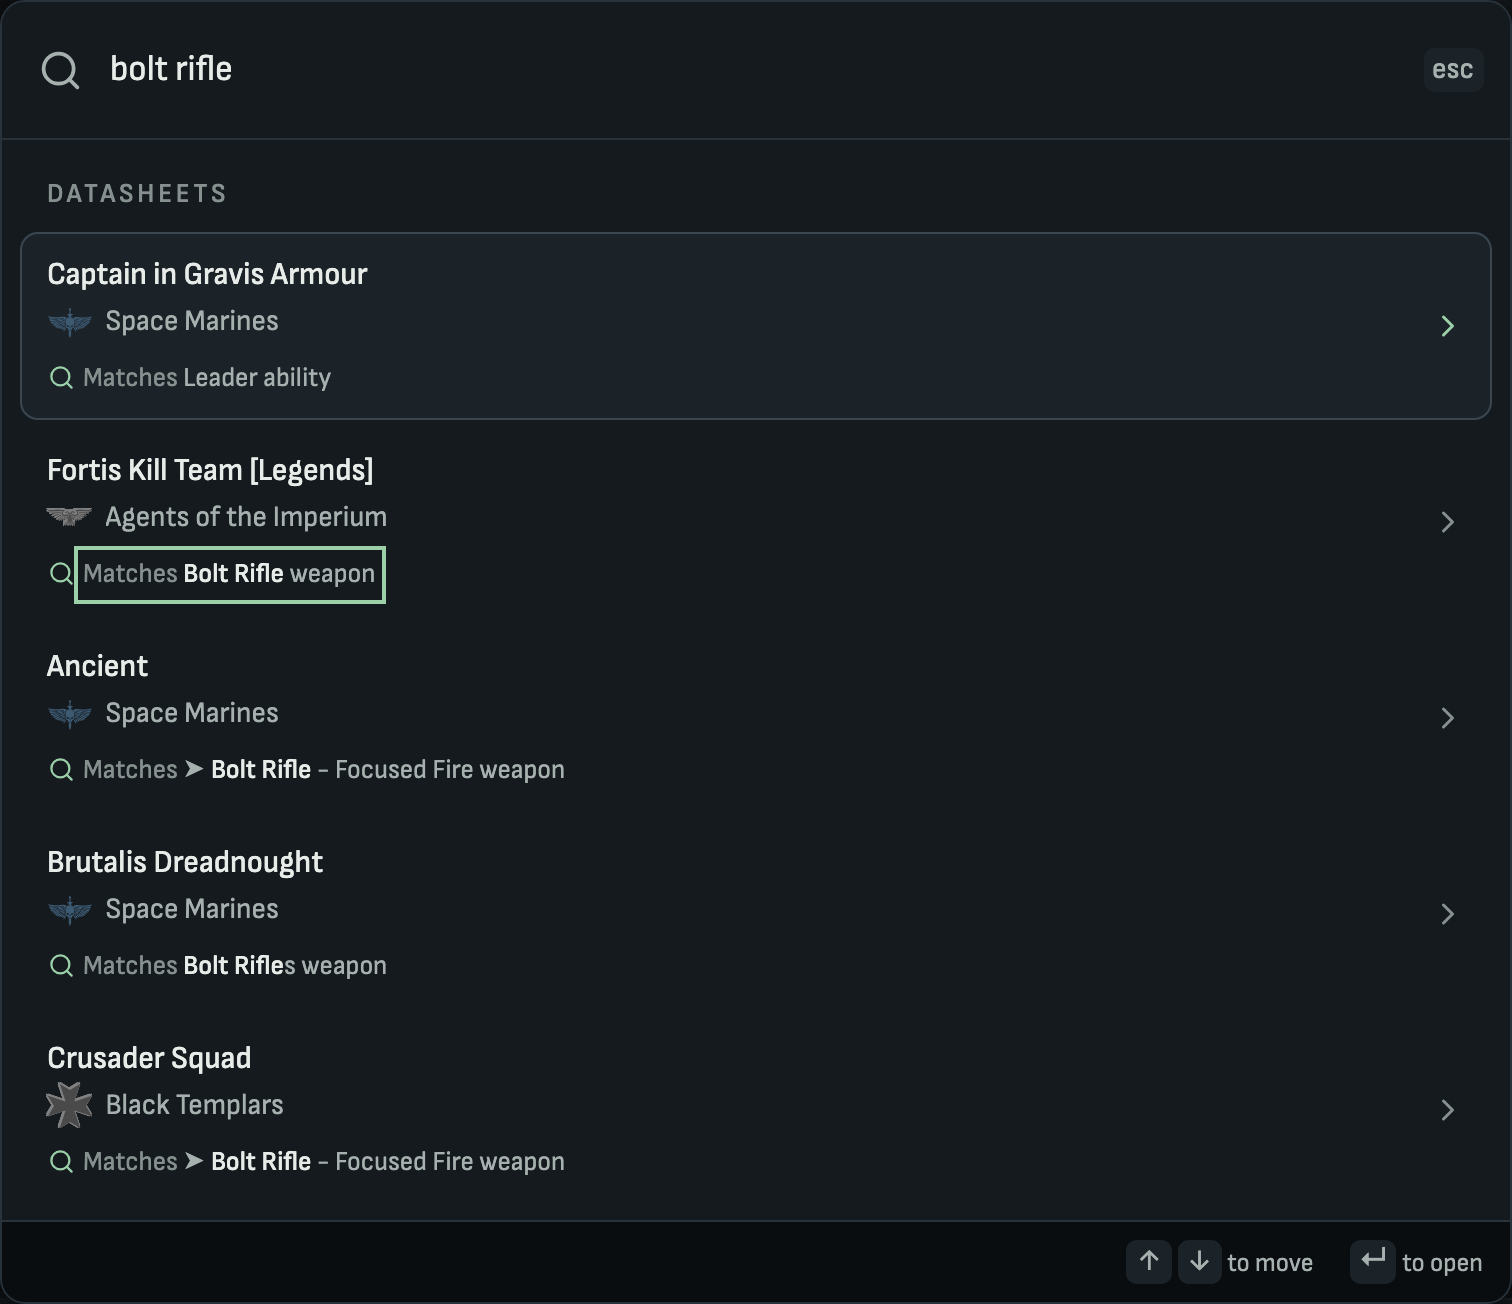 bolt rifle
esc
DATASHEETS
Captain in Gravis Armour
Space Marines
Matches Leader ability
Fortis Kill Team [Legends]
Agents of the Imperium
Matches Bolt Rifle weapon
Ancient
Space Marines
Matches ➤ Bolt Rifle – Focused Fire weapon
Brutalis Dreadnought
Space Marines
Matches Bolt Rifles weapon
Crusader Squad
Black Templars
Matches ➤ Bolt Rifle – Focused Fire weapon
↑ ↓ to move ↵ to open